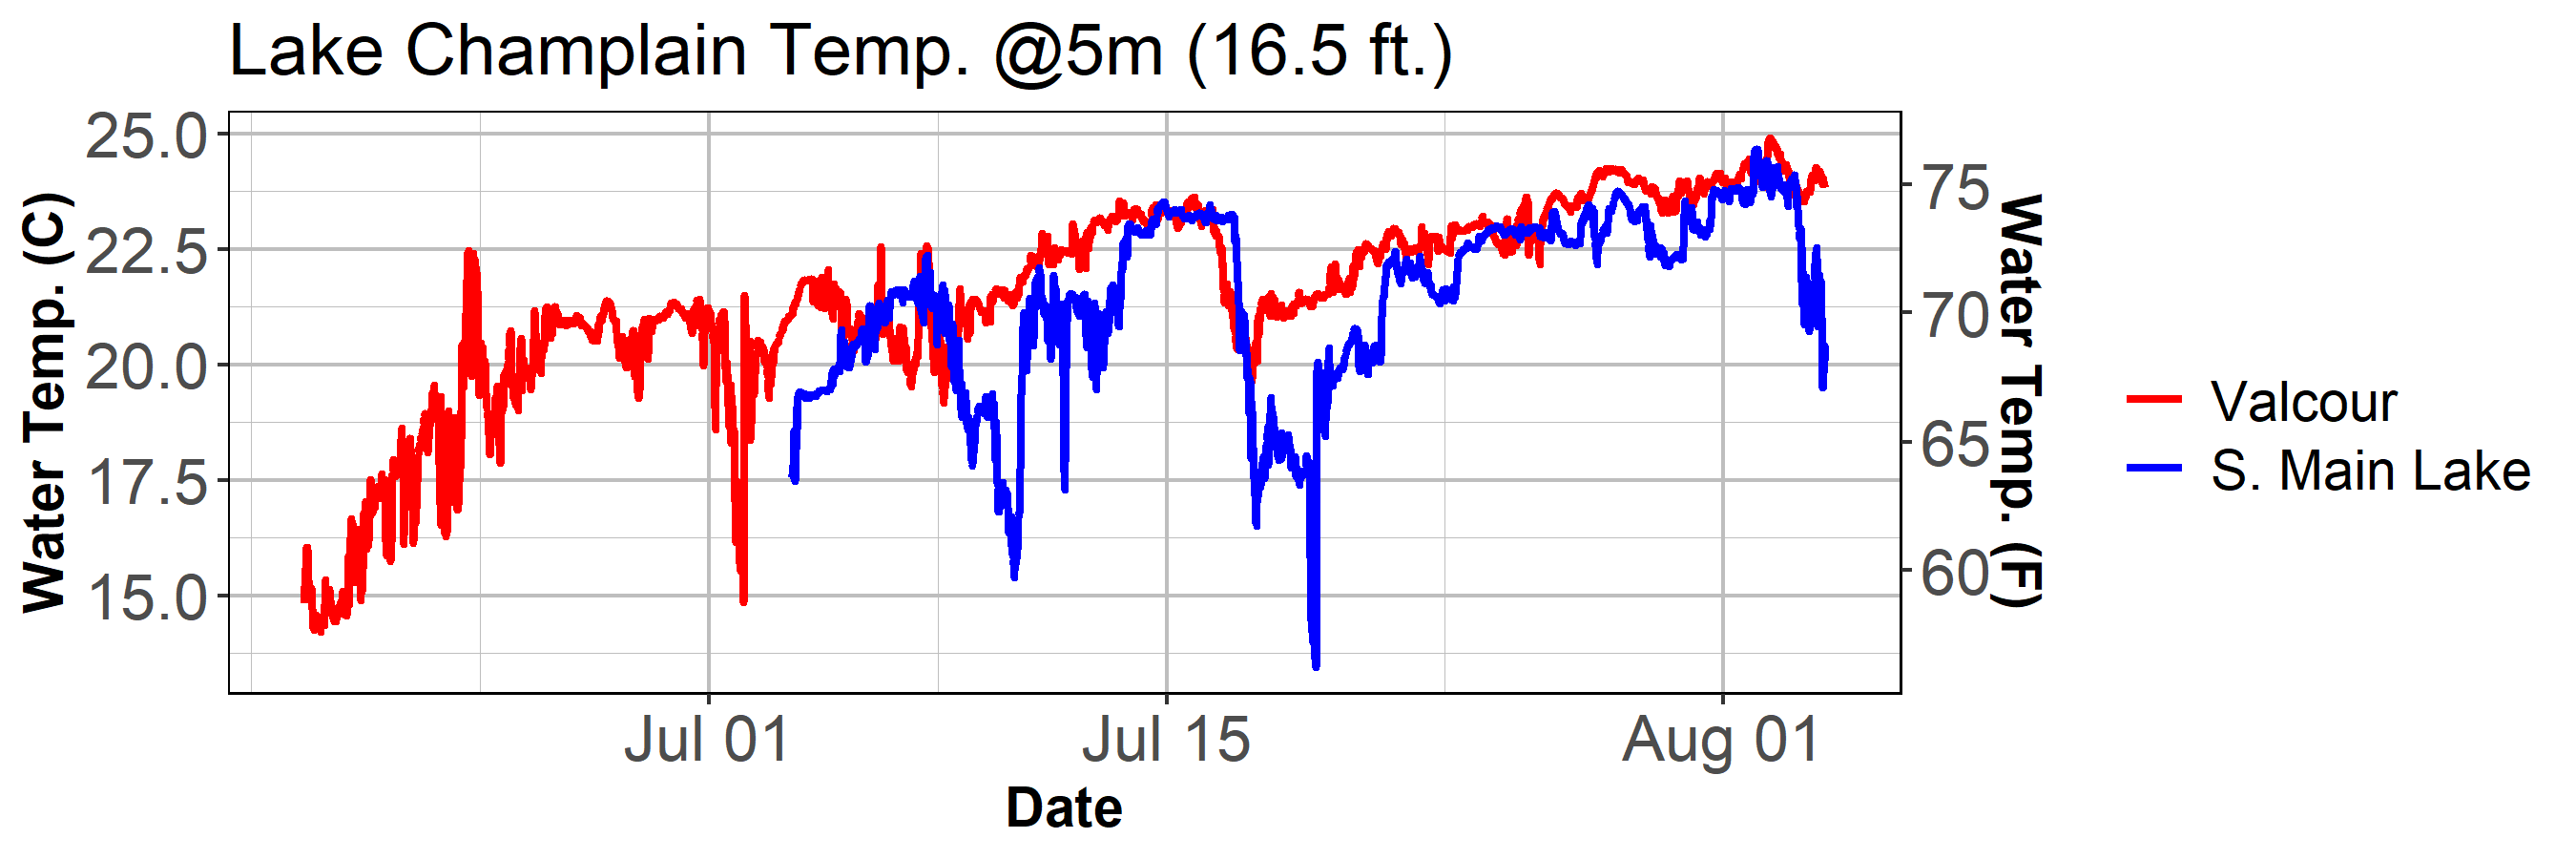 Lake Champlain Temp. @5m (16.5 ft.)
25.0
22.5
20.0
17.5
15.0
Water Temp. (C)
75
70
65
60
Water Temp. (F)
Jul 01
Jul 15
Aug 01
Date
Valcour
S. Main Lake